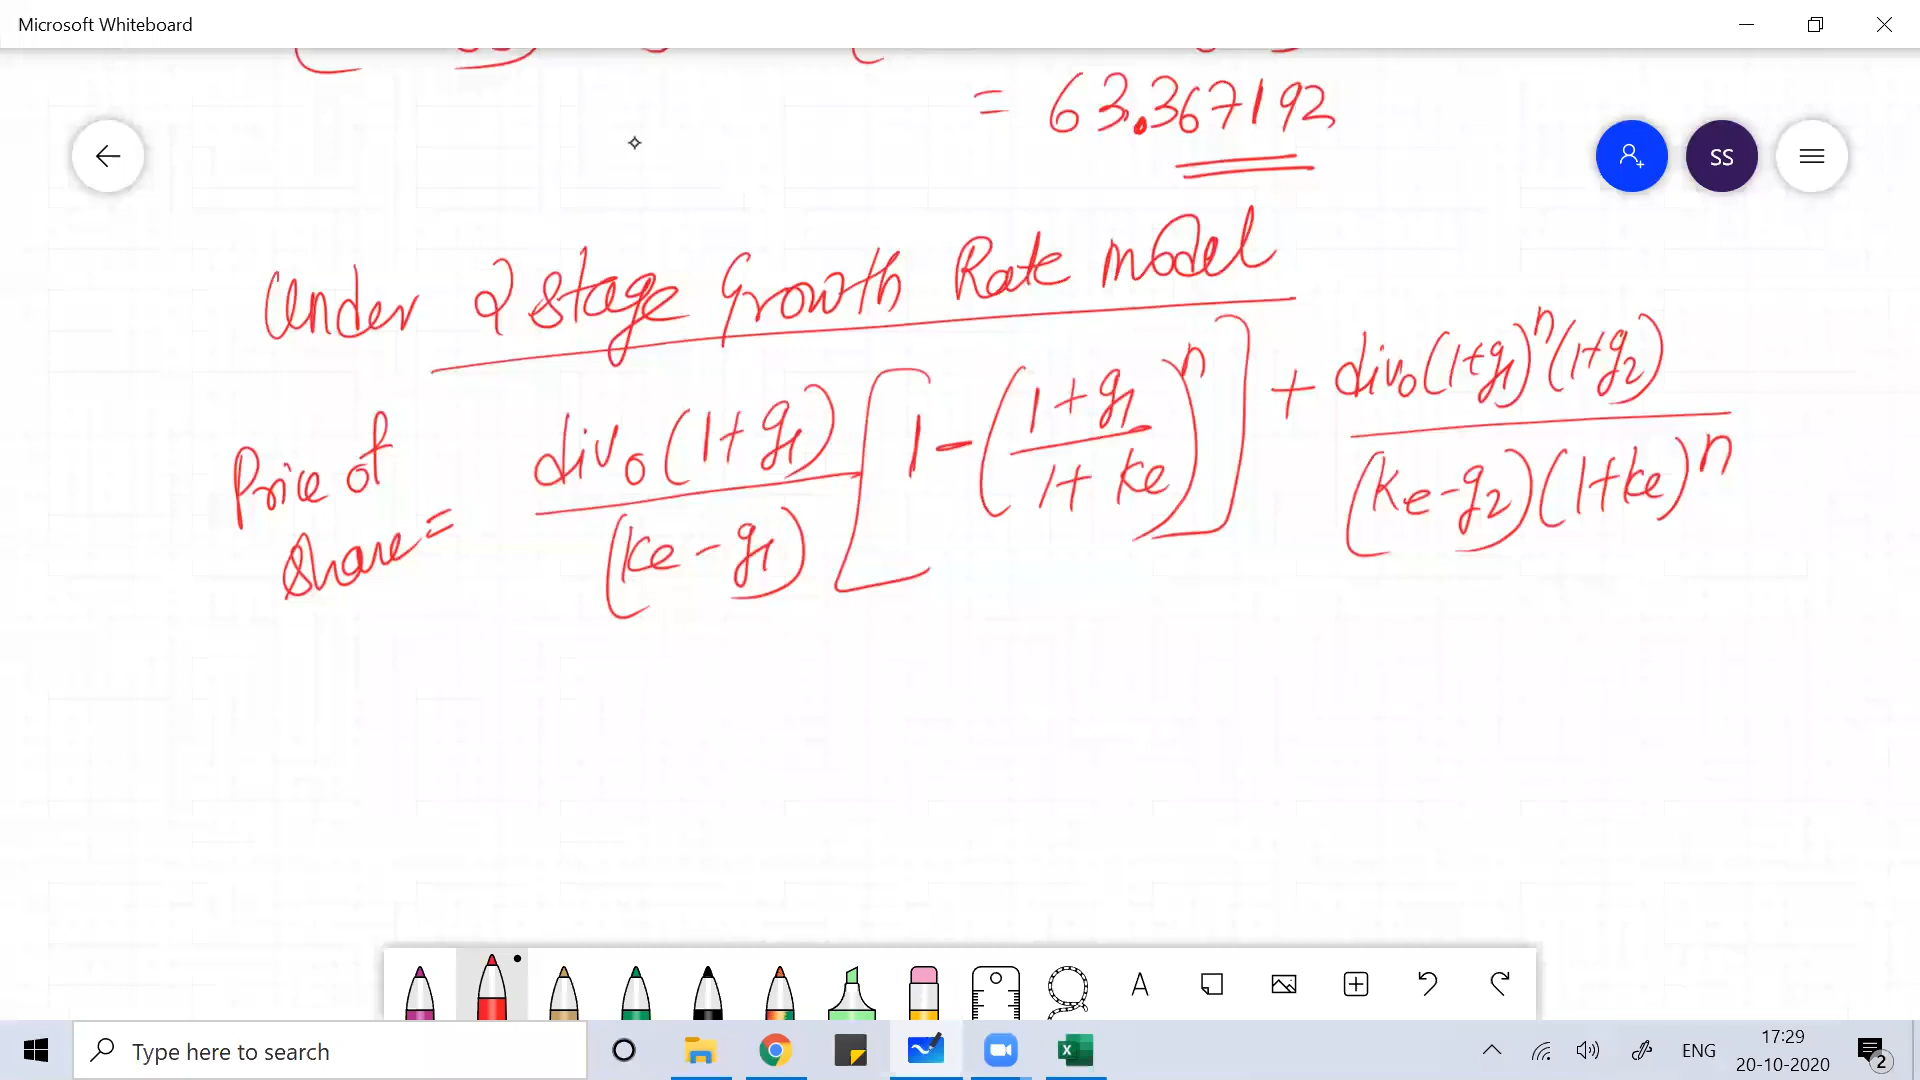 Microsoft Whiteboard
= 63.367192
SS
Under 2 stage Growth Rate model
Price of share = div₀(1+g₁)/(ke-g₁) [1-((1+g₁)/(1+ke))ⁿ] + div₀(1+g₁)ⁿ(1+g₂)/(ke-g₂)(1+ke)ⁿ
A
Type here to search
ENG
17:29
20-10-2020
2